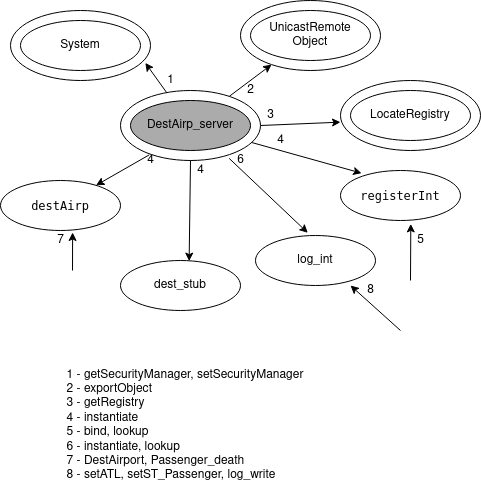 System
UnicastRemote
Object
1
2
DestAirp_server
3
LocateRegistry
4
4
4
6
destAirp
registerInt
7
5
log_int
dest_stub
8
1 - getSecurityManager, setSecurityManager
2 - exportObject
3 - getRegistry
4 - instantiate
5 - bind, lookup
6 - instantiate, lookup
7 - DestAirport, Passenger_death
8 - setATL, setST_Passenger, log_write